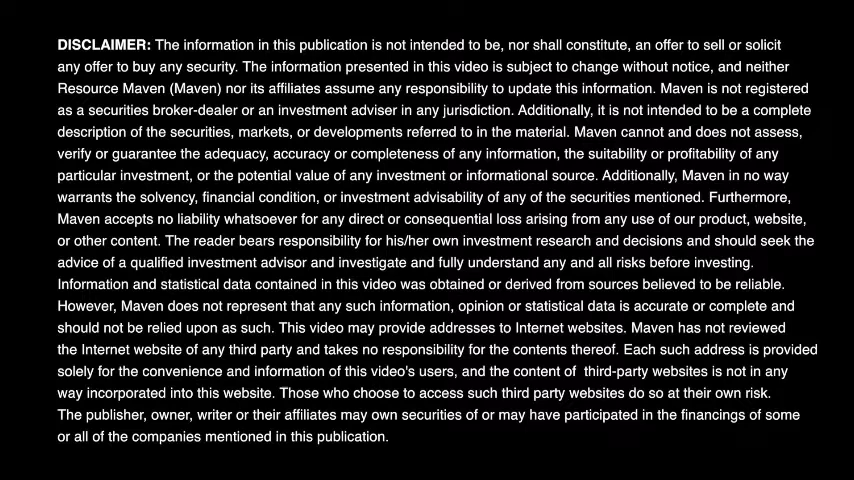 DISCLAIMER: The information in this publication is not intended to be, nor shall constitute, an offer to sell or solicit
any offer to buy any security. The information presented in this video is subject to change without notice, and neither
Resource Maven (Maven) nor its affiliates assume any responsibility to update this information. Maven is not registered
as a securities broker-dealer or an investment adviser in any jurisdiction. Additionally, it is not intended to be a complete
description of the securities, markets, or developments referred to in the material. Maven cannot and does not assess,
verify or guarantee the adequacy, accuracy or completeness of any information, the suitability or profitability of any
particular investment, or the potential value of any investment or informational source. Additionally, Maven in no way
warrants the solvency, financial condition, or investment advisability of any of the securities mentioned. Furthermore,
Maven accepts no liability whatsoever for any direct or consequential loss arising from any use of our product, website,
or other content. The reader bears responsibility for his/her own investment research and decisions and should seek the
advice of a qualified investment advisor and investigate and fully understand any and all risks before investing.
Information and statistical data contained in this video was obtained or derived from sources believed to be reliable.
However, Maven does not represent that any such information, opinion or statistical data is accurate or complete and
should not be relied upon as such. This video may provide addresses to Internet websites. Maven has not reviewed
the Internet website of any third party and takes no responsibility for the contents thereof. Each such address is provided
solely for the convenience and information of this video's users, and the content of third-party websites is not in any
way incorporated into this website. Those who choose to access such third party websites do so at their own risk.
The publisher, owner, writer or their affiliates may own securities of or may have participated in the financings of some
or all of the companies mentioned in this publication.